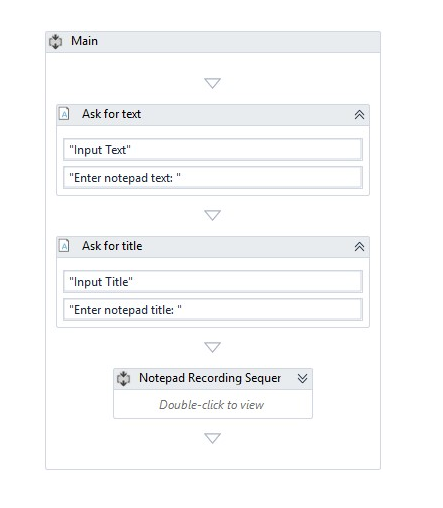 Main
Ask for text
"Input Text"
"Enter notepad text: "
Ask for title
"Input Title"
"Enter notepad title: "
Notepad Recording Sequer
Double-click to view